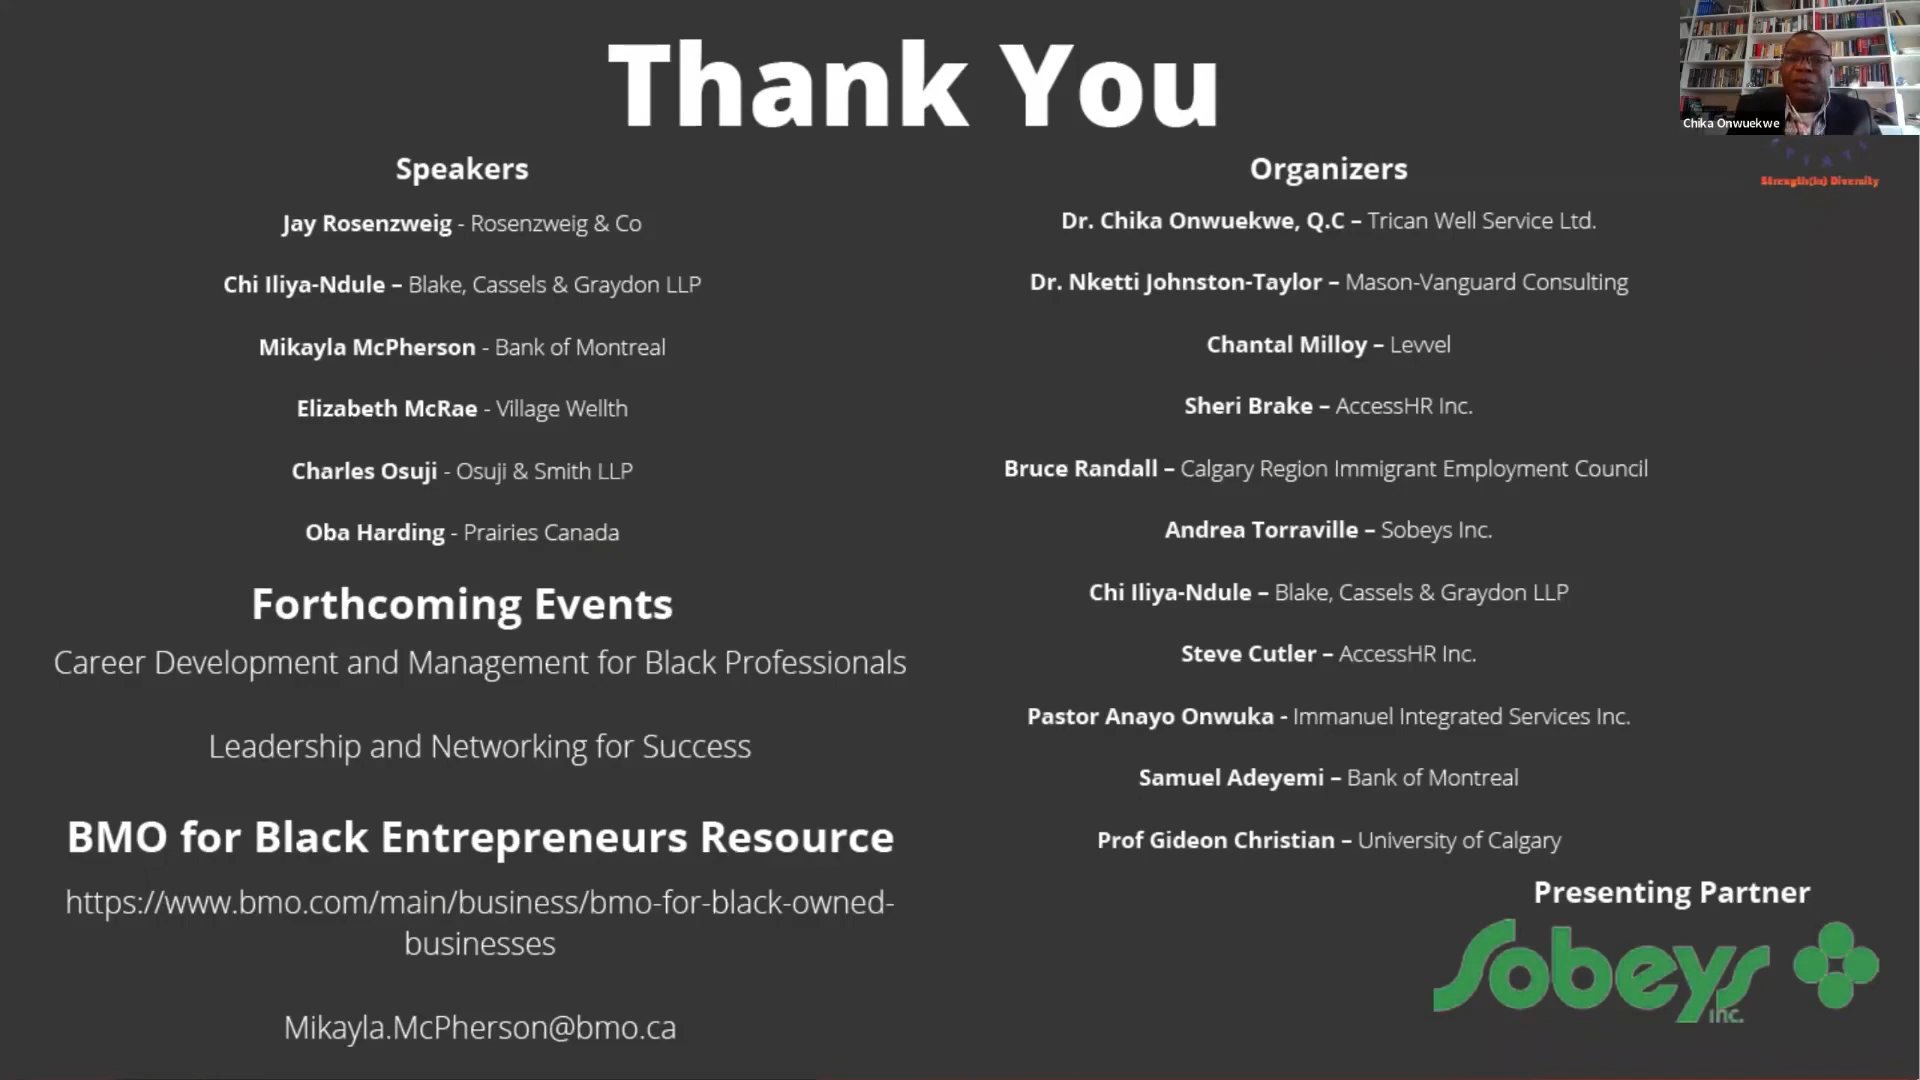 Thank You
Chika Onwuekwe
Strength(in) Diversity
Speakers
Jay Rosenzweig - Rosenzweig & Co
Chi Iliya-Ndule – Blake, Cassels & Graydon LLP
Mikayla McPherson - Bank of Montreal
Elizabeth McRae - Village Wellth
Charles Osuji - Osuji & Smith LLP
Oba Harding - Prairies Canada
Forthcoming Events
Career Development and Management for Black Professionals
Leadership and Networking for Success
BMO for Black Entrepreneurs Resource
https://www.bmo.com/main/business/bmo-for-black-owned-
businesses
Mikayla.McPherson@bmo.ca
Organizers
Dr. Chika Onwuekwe, Q.C – Trican Well Service Ltd.
Dr. Nketti Johnston-Taylor – Mason-Vanguard Consulting
Chantal Milloy – Levvel
Sheri Brake – AccessHR Inc.
Bruce Randall – Calgary Region Immigrant Employment Council
Andrea Torraville – Sobeys Inc.
Chi Iliya-Ndule – Blake, Cassels & Graydon LLP
Steve Cutler – AccessHR Inc.
Pastor Anayo Onwuka - Immanuel Integrated Services Inc.
Samuel Adeyemi – Bank of Montreal
Prof Gideon Christian – University of Calgary
Presenting Partner
Sobeys
inc.